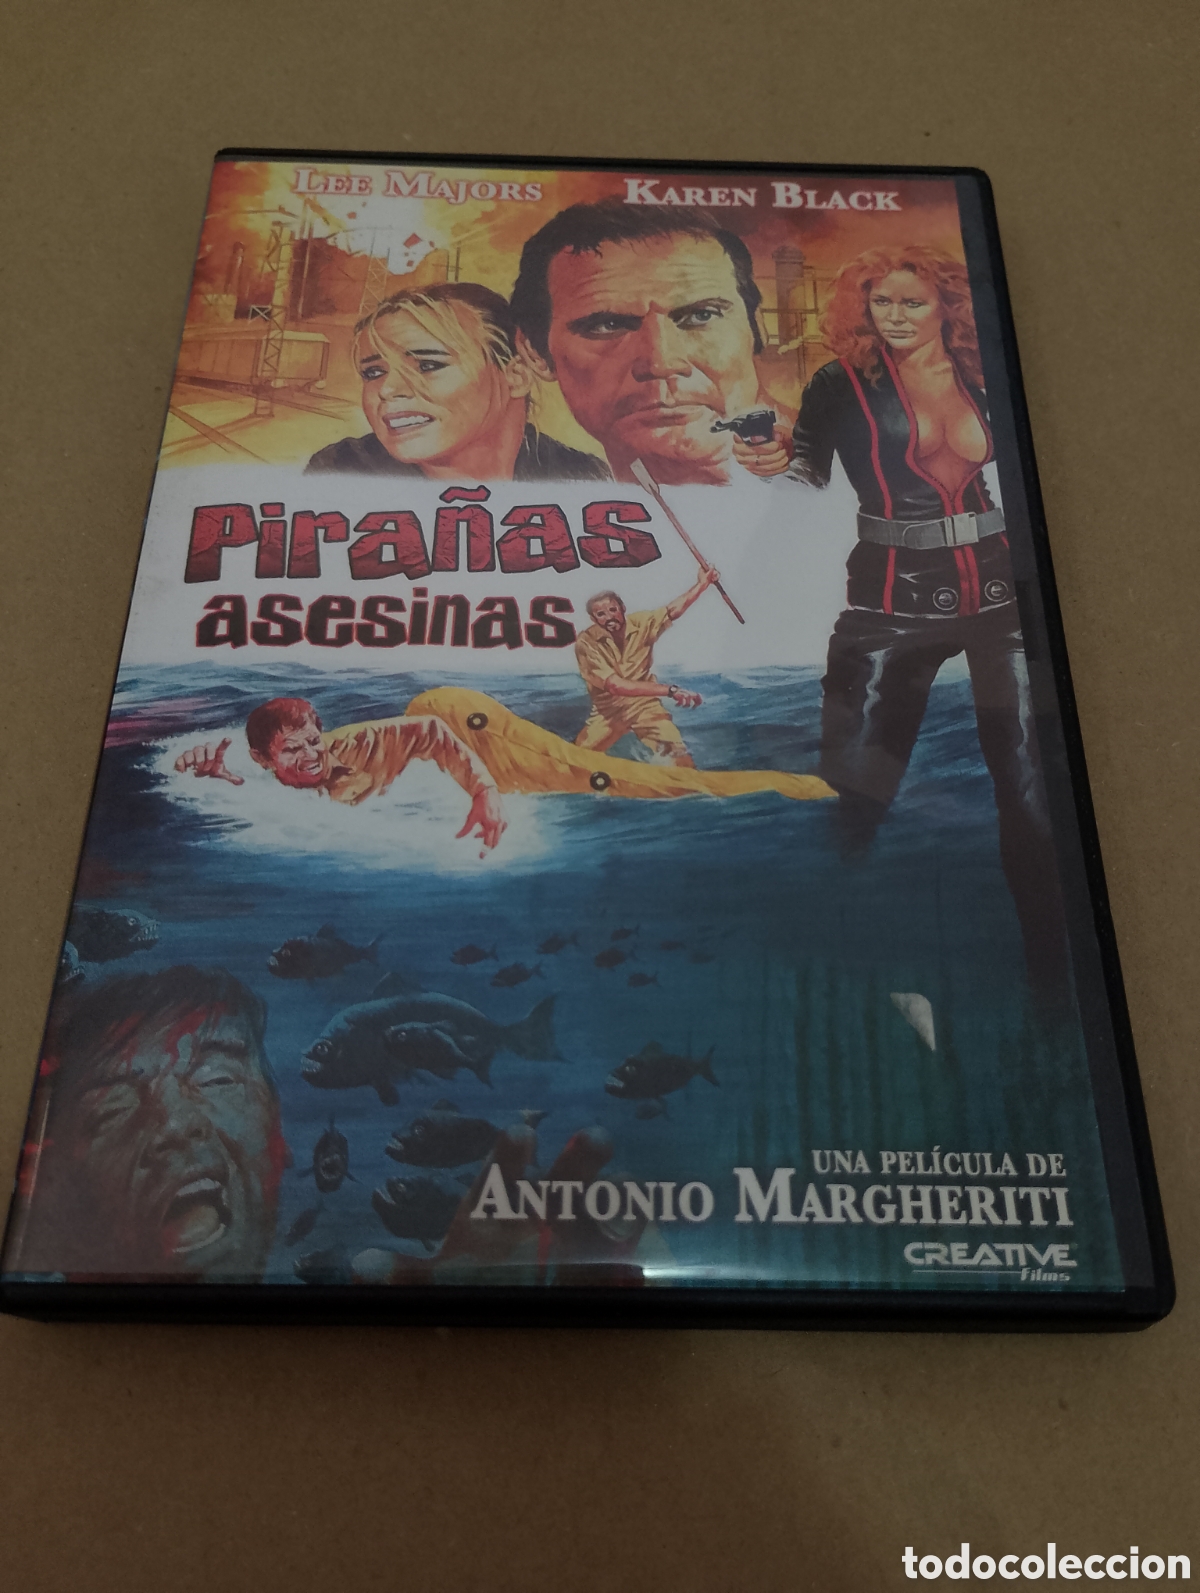 LEE MAJORS KAREN BLACK
Pirañas
asesinas
UNA PELÍCULA DE
ANTONIO MARGHERITI
CREATIVE
films
todocoleccion